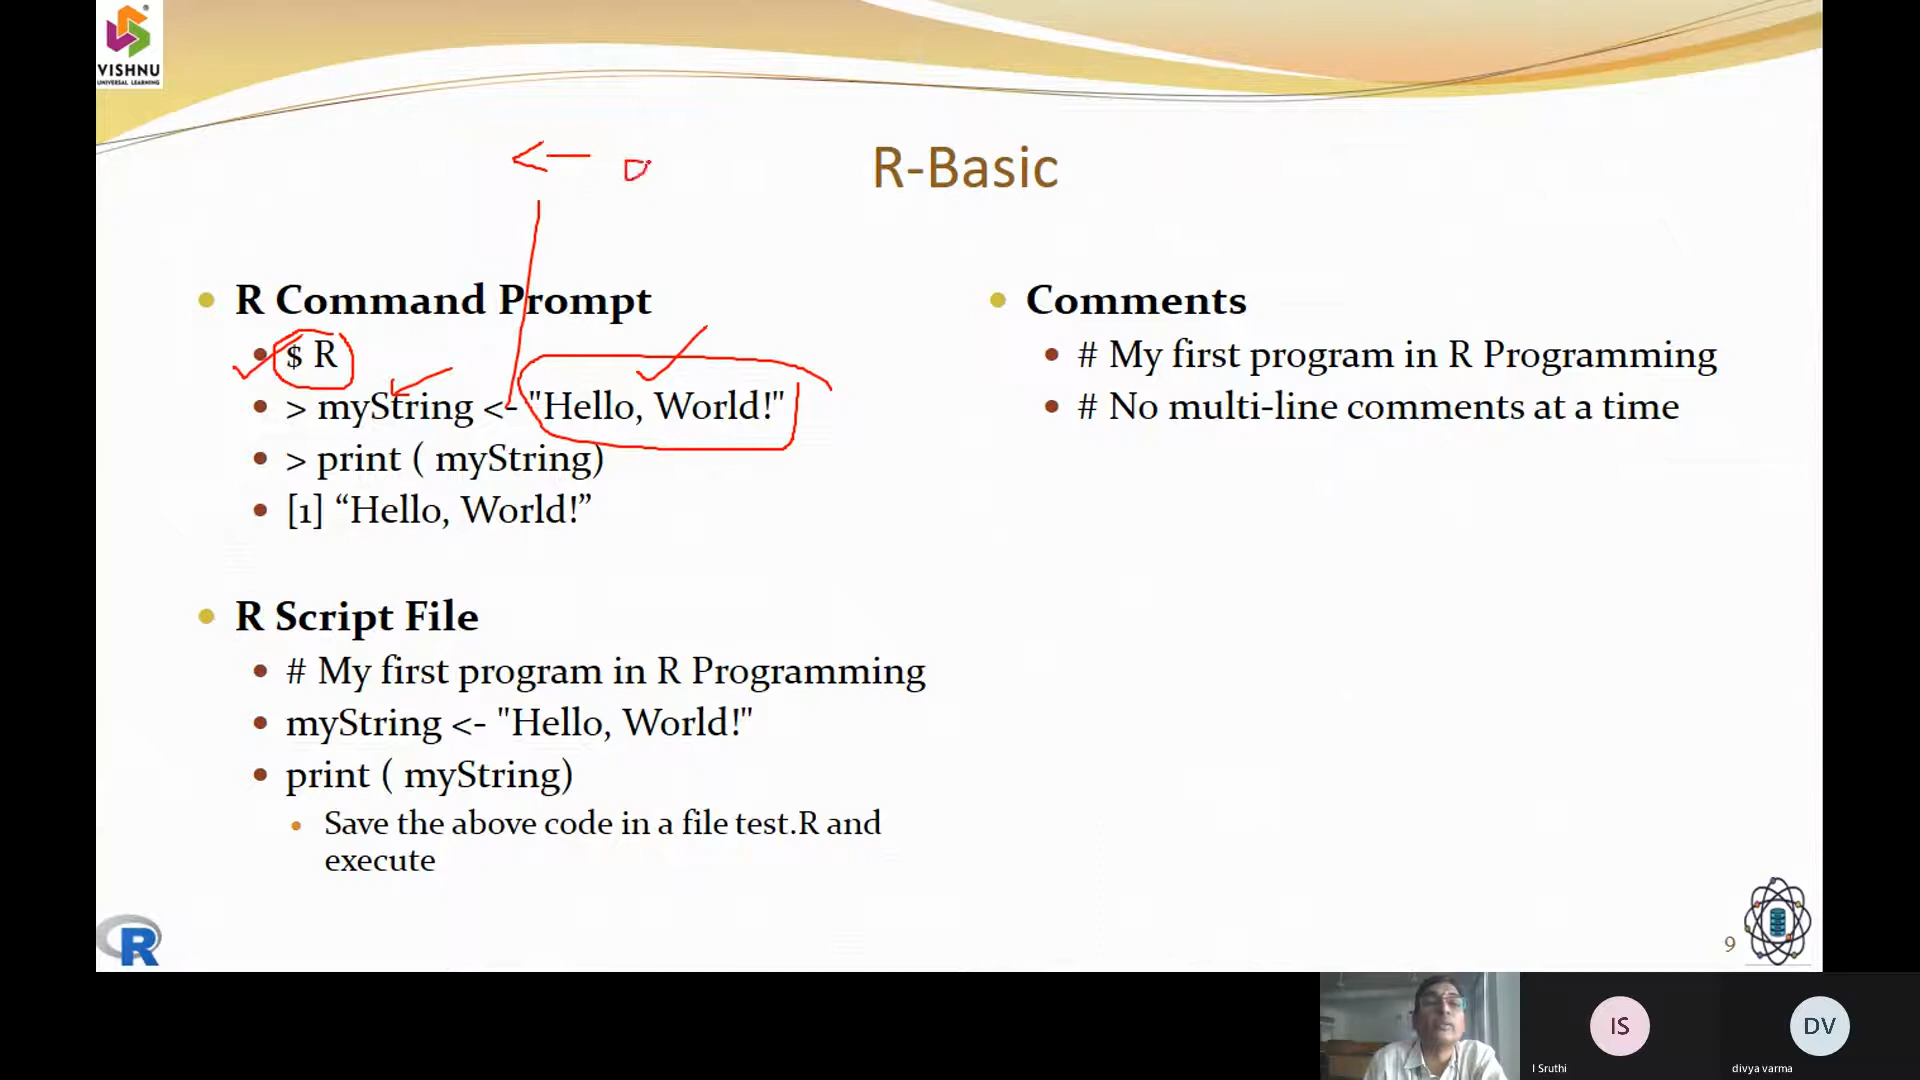 VISHNU
UNIVERSAL LEARNING
R-Basic
R Command Prompt
$ R
> myString <- "Hello, World!"
> print ( myString)
[1] “Hello, World!”
R Script File
# My first program in R Programming
myString <- "Hello, World!"
print ( myString)
Save the above code in a file test.R and
execute
Comments
# My first program in R Programming
# No multi-line comments at a time
R
9
IS
I Sruthi
DV
divya varma